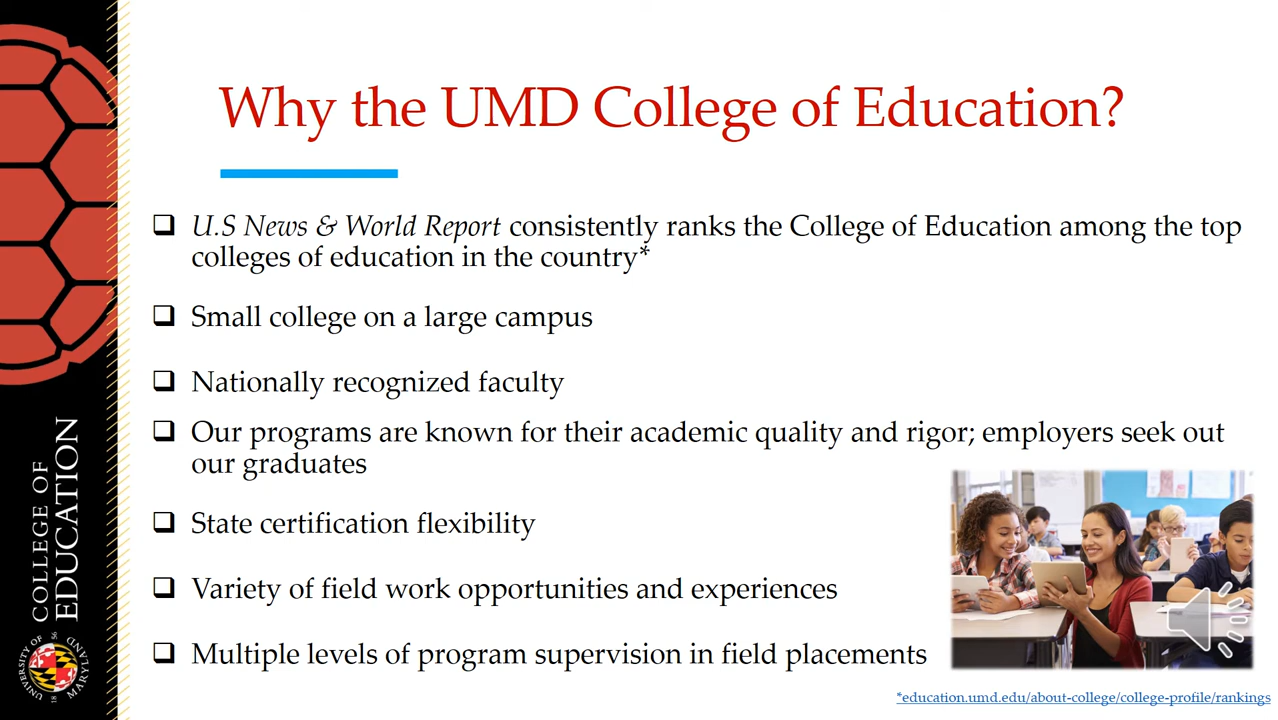 Why the UMD College of Education?
❑ U.S News & World Report consistently ranks the College of Education among the top
colleges of education in the country*
❑ Small college on a large campus
❑ Nationally recognized faculty
❑ Our programs are known for their academic quality and rigor; employers seek out
our graduates
❑ State certification flexibility
❑ Variety of field work opportunities and experiences
❑ Multiple levels of program supervision in field placements
*education.umd.edu/about-college/college-profile/rankings
COLLEGE OF
EDUCATION
UNIVERSITY OF
MARYLAND
18 56